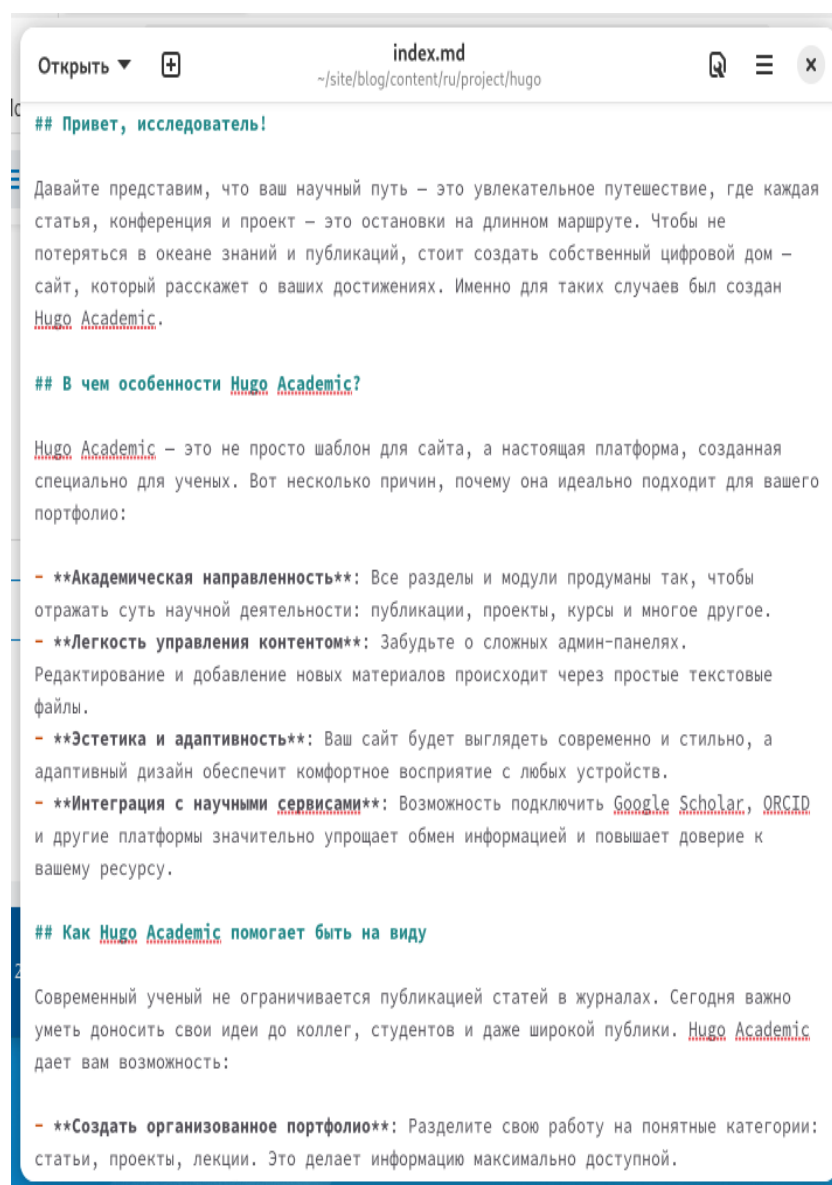 Открыть
index.md
~/site/blog/content/ru/project/hugo
## Привет, исследователь!
Давайте представим, что ваш научный путь – это увлекательное путешествие, где каждая
статья, конференция и проект – это остановки на длинном маршруте. Чтобы не
потеряться в океане знаний и публикаций, стоит создать собственный цифровой дом –
сайт, который расскажет о ваших достижениях. Именно для таких случаев был создан
Hugo Academic.
## В чем особенности Hugo Academic?
Hugo Academic – это не просто шаблон для сайта, а настоящая платформа, созданная
специально для ученых. Вот несколько причин, почему она идеально подходит для вашего
портфолио:
- **Академическая направленность**: Все разделы и модули продуманы так, чтобы
отражать суть научной деятельности: публикации, проекты, курсы и многое другое.
- **Легкость управления контентом**: Забудьте о сложных админ-панелях.
Редактирование и добавление новых материалов происходит через простые текстовые
файлы.
- **Эстетика и адаптивность**: Ваш сайт будет выглядеть современно и стильно, а
адаптивный дизайн обеспечит комфортное восприятие с любых устройств.
- **Интеграция с научными сервисами**: Возможность подключить Google Scholar, ORCID
и другие платформы значительно упрощает обмен информацией и повышает доверие к
вашему ресурсу.
## Как Hugo Academic помогает быть на виду
Современный ученый не ограничивается публикацией статей в журналах. Сегодня важно
уметь доносить свои идеи до коллег, студентов и даже широкой публики. Hugo Academic
дает вам возможность:
- **Создать организованное портфолио**: Разделите свою работу на понятные категории:
статьи, проекты, лекции. Это делает информацию максимально доступной.